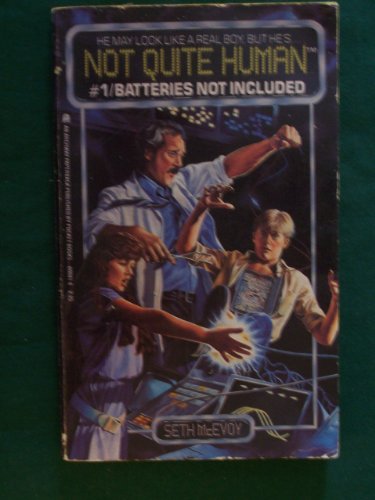 HE MAY LOOK LIKE A REAL BOY, BUT HE'S
NOT QUITE HUMAN™
#1/BATTERIES NOT INCLUDED
SETH McEVOY